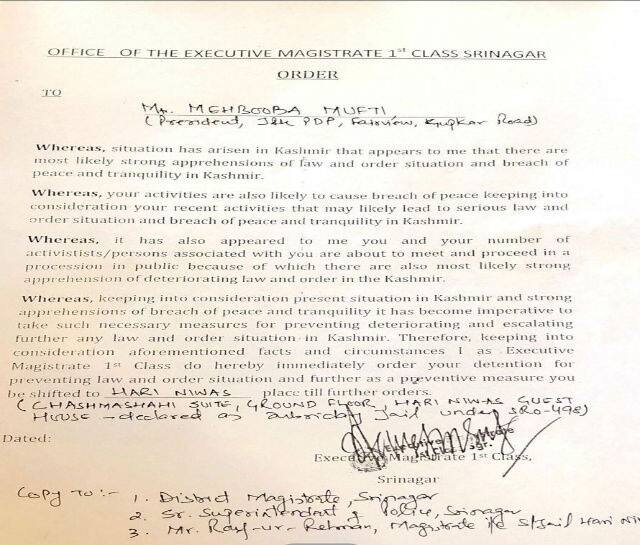 OFFICE OF THE EXECUTIVE MAGISTRATE 1st CLASS SRINAGAR
ORDER
TO
Mr. MEHBOOBA MUFTI
(President, J&K PDP, Fairview, Gupkar Road)
Whereas, situation has arisen in Kashmir that appears to me that there are
most likely strong apprehensions of law and order situation and breach of
peace and tranquility in Kashmir.
Whereas, your activities are also likely to cause breach of peace keeping into
consideration your recent activities that may likely lead to serious law and
order situation and breach of peace and tranquility in Kashmir.
Whereas, it has also appeared to me you and your number of
activistists/persons associated with you are about to meet and proceed in a
procession in public because of which there are also most likely strong
apprehension of deteriorating law and order in the Kashmir.
Whereas, keeping into consideration present situation in Kashmir and strong
apprehensions of breach of peace and tranquility it has become imperative to
take such necessary measures for preventing deteriorating and escalating
further any law and order situation in Kashmir. Therefore, keeping into
consideration aforementioned facts and circumstances I as Executive
Magistrate 1st Class do hereby immediately order your detention for
preventing law and order situation and further as a preventive measure you
be shifted to HARI NIWAS place till further orders.
(CHASHMASHAHI SUITE, GROUND FLOOR, HARI NIWAS GUEST
HOUSE - declared as subsidiary jail under SRO-498)
Dated:
Executive Magistrate 1st Class,
Srinagar
Copy to :- 1. District Magistrate, Srinagar
2. Sr. Superintendent of Police, Srinagar
3. Mr. Rauf-ur-Rehman, Magistrate i/c S/Jail Hari Ni